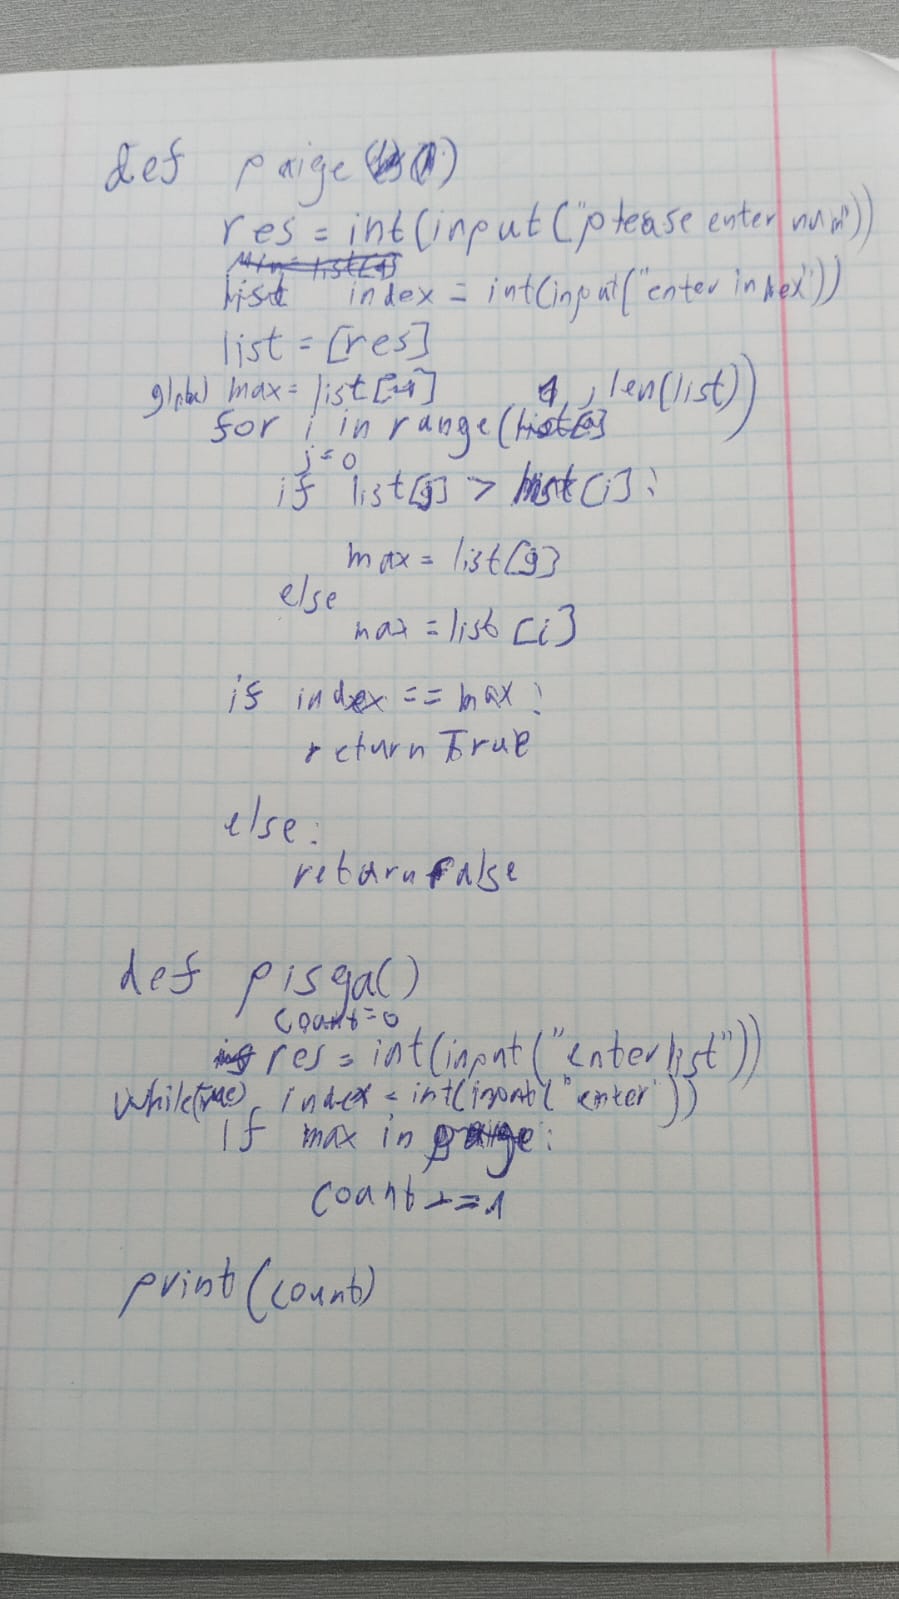 def paige()
res = int(input("please enter num"))
index = int(input("enter index"))
list = [res]
global max = list[-1]
for i in range(1, len(list))
j=0
if list[j] > list[i]:
max = list[j]
else
max = list[i]
if index == max:
return True
else:
return False
def pisga()
count=0
res = int(input("enter list"))
while(true) index = int(input("enter"))
if max in paige:
count += 1
print(count)